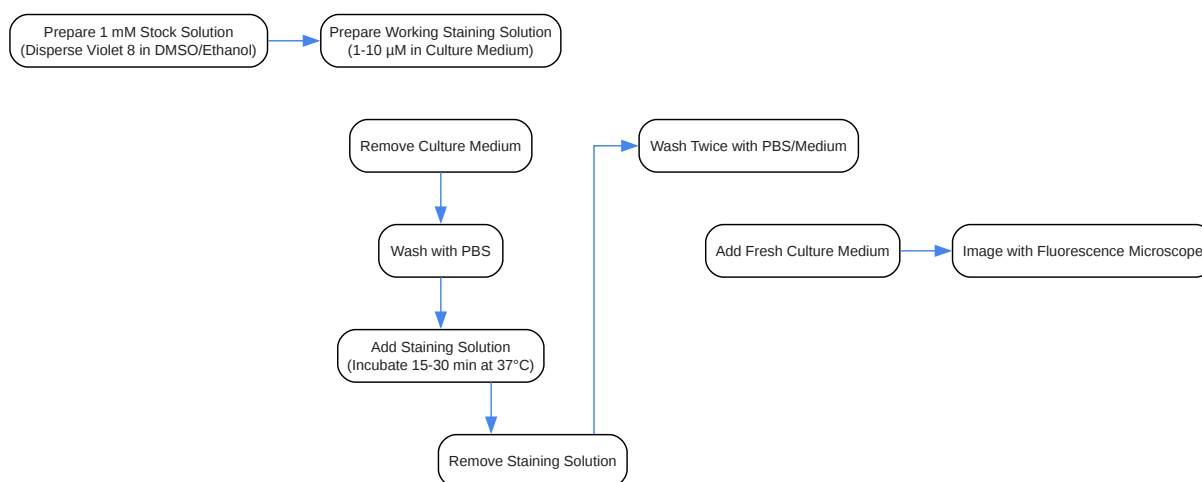 Prepare 1 mM Stock Solution
(Disperse Violet 8 in DMSO/Ethanol)
Prepare Working Staining Solution
(1-10 µM in Culture Medium)
Remove Culture Medium
Wash with PBS
Add Staining Solution
(Incubate 15-30 min at 37°C)
Remove Staining Solution
Wash Twice with PBS/Medium
Add Fresh Culture Medium
Image with Fluorescence Microscope